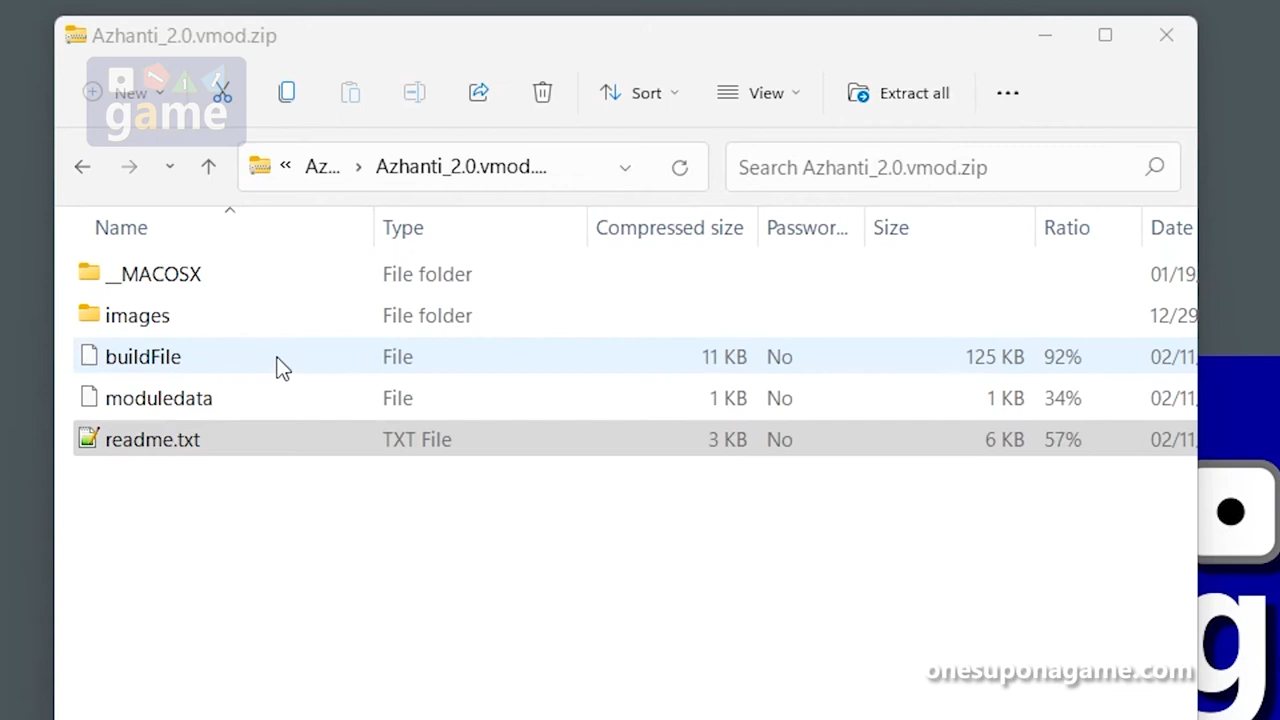 Azhanti_2.0.vmod.zip
New Sort View Extract all
game
« Az... > Azhanti_2.0.vmod.... Search Azhanti_2.0.vmod.zip
Name Type Compressed size Passwor... Size Ratio Date
__MACOSX File folder 01/19
images File folder 12/29
buildFile File 11 KB No 125 KB 92% 02/11
moduledata File 1 KB No 1 KB 34% 02/11
readme.txt TXT File 3 KB No 6 KB 57% 02/11
g
onesuponagame.com